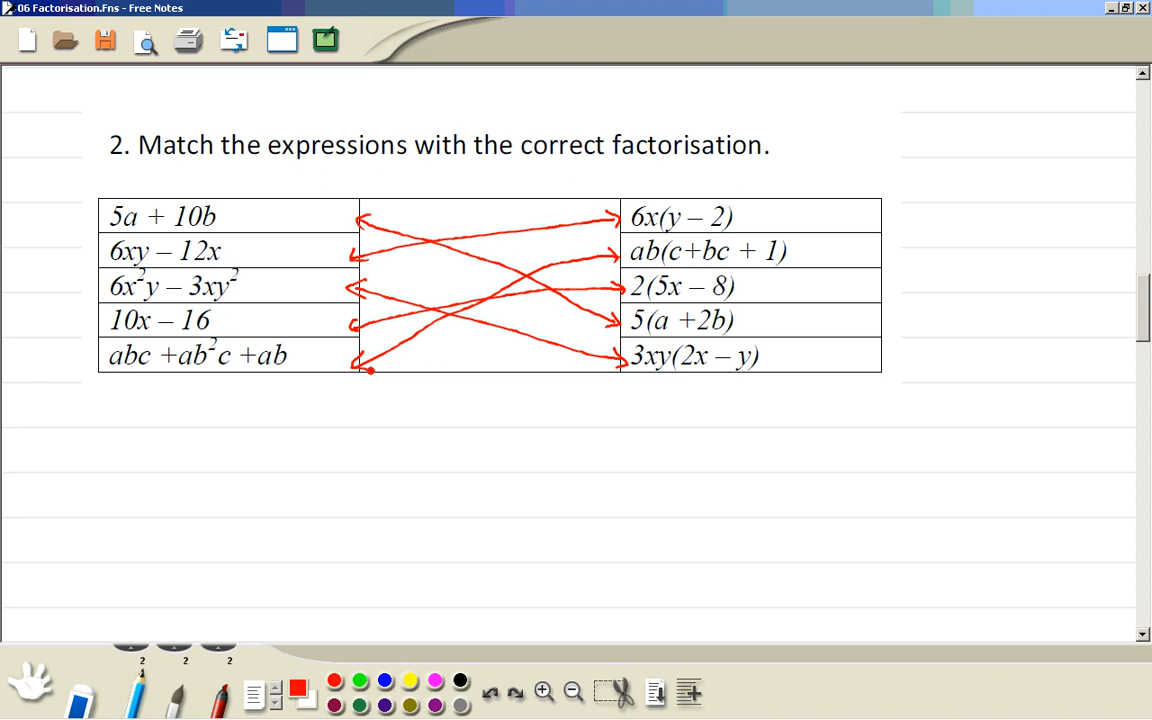 06 Factorisation.Fns - Free Notes
2. Match the expressions with the correct factorisation.
5a + 10b 6x(y – 2)
6xy – 12x ab(c+bc + 1)
6x²y – 3xy² 2(5x – 8)
10x – 16 5(a +2b)
abc +ab²c +ab 3xy(2x – y)
2 2 2